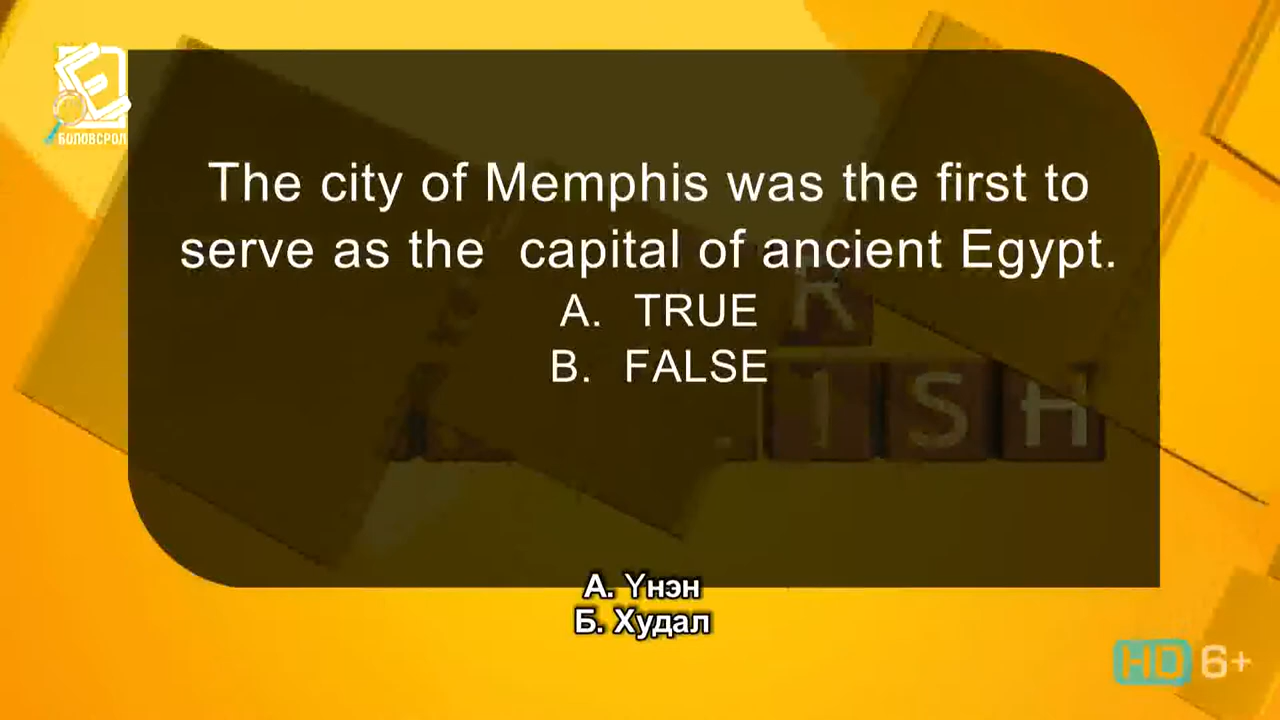 БОЛОВСРОЛ
The city of Memphis was the first to
serve as the capital of ancient Egypt.
A. TRUE
B. FALSE
R
I S H
А. Үнэн
Б. Худал
HD 6+